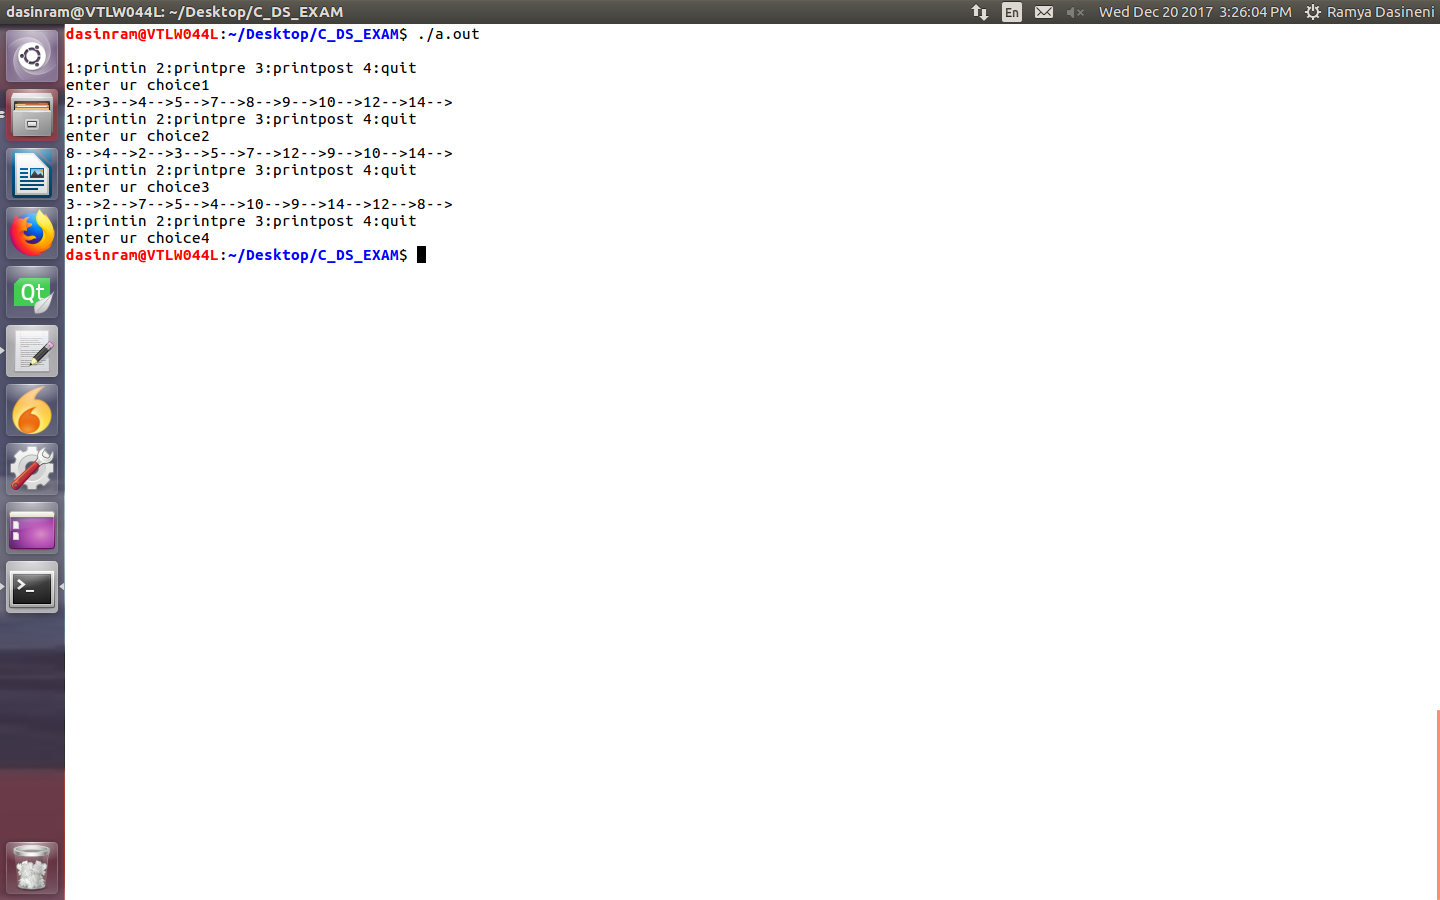 dasinram@VTLW044L: ~/Desktop/C_DS_EXAM
En
Wed Dec 20 2017 3:26:04 PM
Ramya Dasineni
dasinram@VTLW044L:~/Desktop/C_DS_EXAM$ ./a.out
1:printin 2:printpre 3:printpost 4:quit
enter ur choice1
2-->3-->4-->5-->7-->8-->9-->10-->12-->14-->
1:printin 2:printpre 3:printpost 4:quit
enter ur choice2
8-->4-->2-->3-->5-->7-->12-->9-->10-->14-->
1:printin 2:printpre 3:printpost 4:quit
enter ur choice3
3-->2-->7-->5-->4-->10-->9-->14-->12-->8-->
1:printin 2:printpre 3:printpost 4:quit
enter ur choice4
dasinram@VTLW044L:~/Desktop/C_DS_EXAM$
Qt
>_